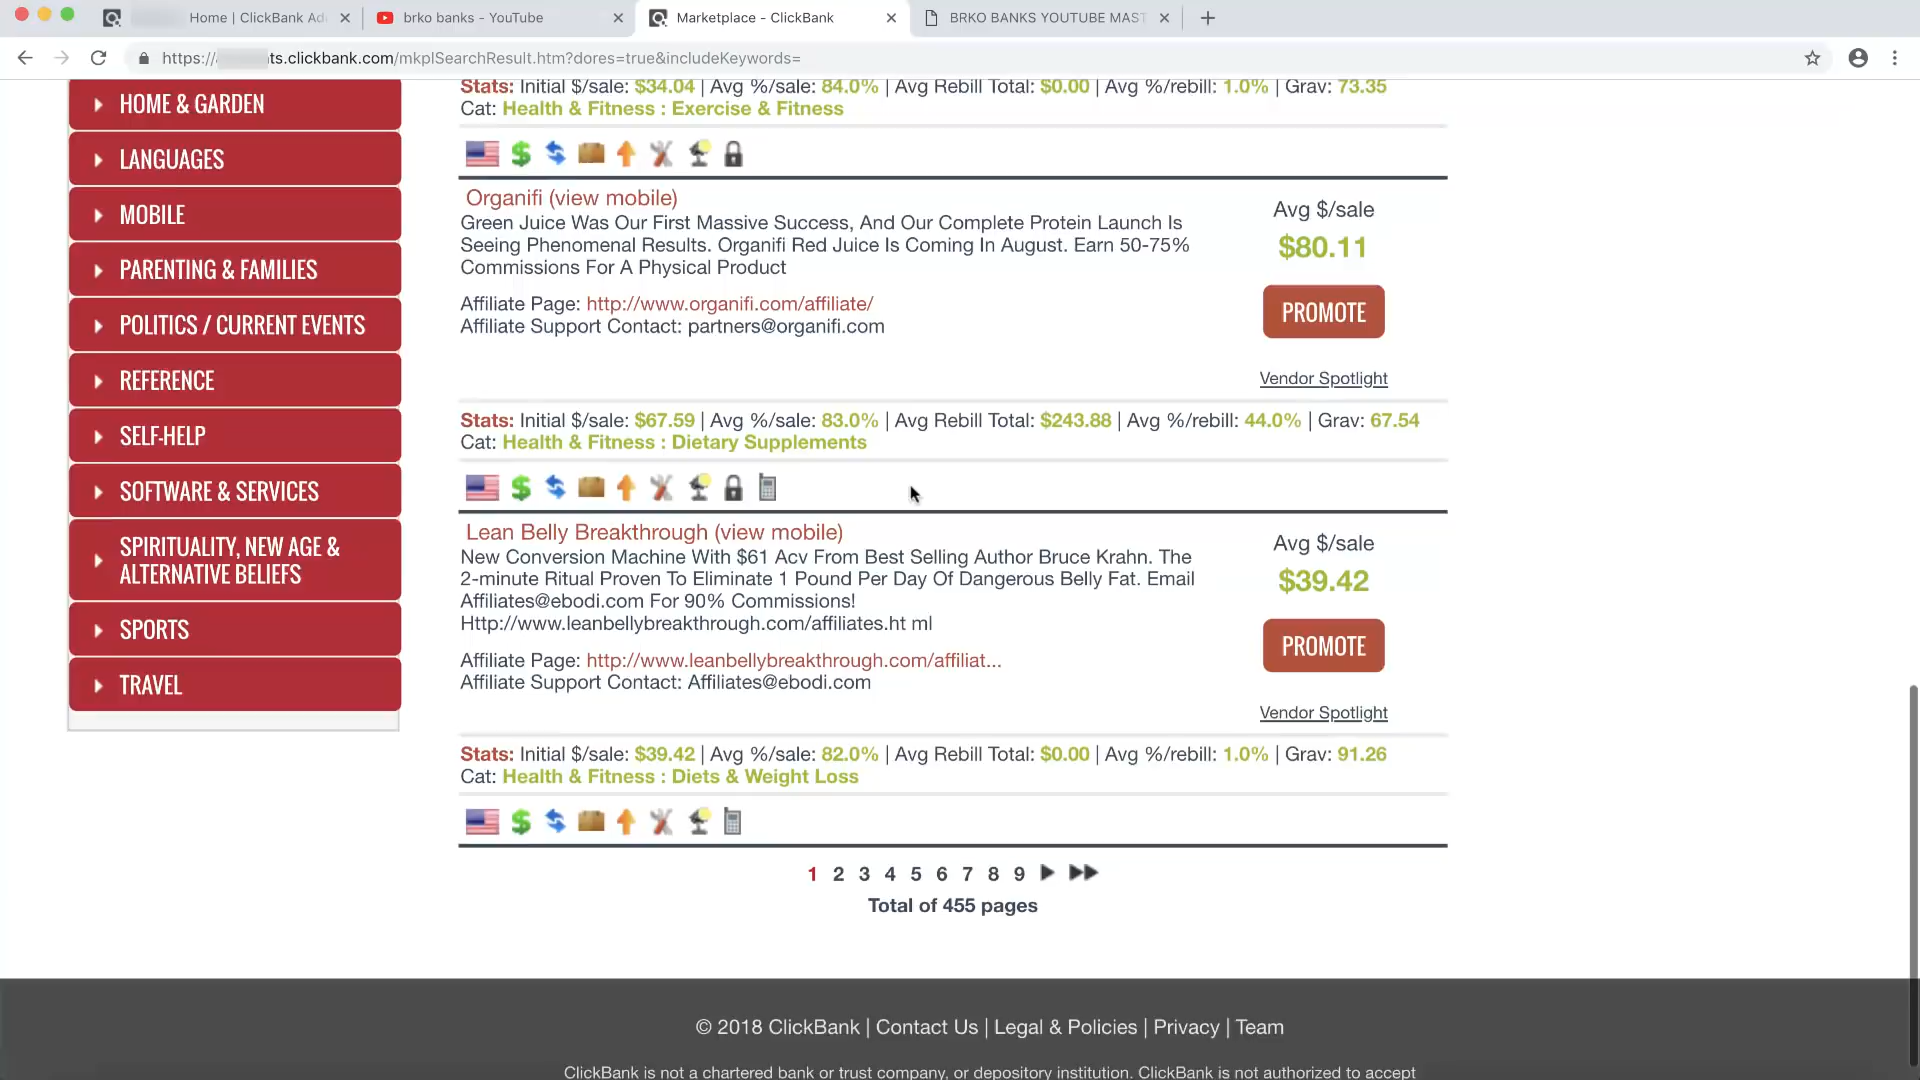 Home | ClickBank Ad
brko banks - YouTube
Marketplace - ClickBank
BRKO BANKS YOUTUBE MAST
https://
ts.clickbank.com/mkplSearchResult.htm?dores=true&includeKeywords=
HOME & GARDEN
LANGUAGES
MOBILE
PARENTING & FAMILIES
POLITICS / CURRENT EVENTS
REFERENCE
SELF-HELP
SOFTWARE & SERVICES
SPIRITUALITY, NEW AGE &
ALTERNATIVE BELIEFS
SPORTS
TRAVEL
Stats: Initial $/sale: $34.04 | Avg %/sale: 84.0% | Avg Rebill Total: $0.00 | Avg %/rebill: 1.0% | Grav: 73.35
Cat: Health & Fitness : Exercise & Fitness
Organifi (view mobile)
Green Juice Was Our First Massive Success, And Our Complete Protein Launch Is
Seeing Phenomenal Results. Organifi Red Juice Is Coming In August. Earn 50-75%
Commissions For A Physical Product
Affiliate Page: http://www.organifi.com/affiliate/
Affiliate Support Contact: partners@organifi.com
Avg $/sale
$80.11
PROMOTE
Vendor Spotlight
Stats: Initial $/sale: $67.59 | Avg %/sale: 83.0% | Avg Rebill Total: $243.88 | Avg %/rebill: 44.0% | Grav: 67.54
Cat: Health & Fitness : Dietary Supplements
Lean Belly Breakthrough (view mobile)
New Conversion Machine With $61 Acv From Best Selling Author Bruce Krahn. The
2-minute Ritual Proven To Eliminate 1 Pound Per Day Of Dangerous Belly Fat. Email
Affiliates@ebodi.com For 90% Commissions!
Http://www.leanbellybreakthrough.com/affiliates.ht ml
Affiliate Page: http://www.leanbellybreakthrough.com/affiliat...
Affiliate Support Contact: Affiliates@ebodi.com
Avg $/sale
$39.42
PROMOTE
Vendor Spotlight
Stats: Initial $/sale: $39.42 | Avg %/sale: 82.0% | Avg Rebill Total: $0.00 | Avg %/rebill: 1.0% | Grav: 91.26
Cat: Health & Fitness : Diets & Weight Loss
1 2 3 4 5 6 7 8 9
Total of 455 pages
© 2018 ClickBank | Contact Us | Legal & Policies | Privacy | Team
ClickBank is not a chartered bank or trust company, or depository institution. ClickBank is not authorized to accept